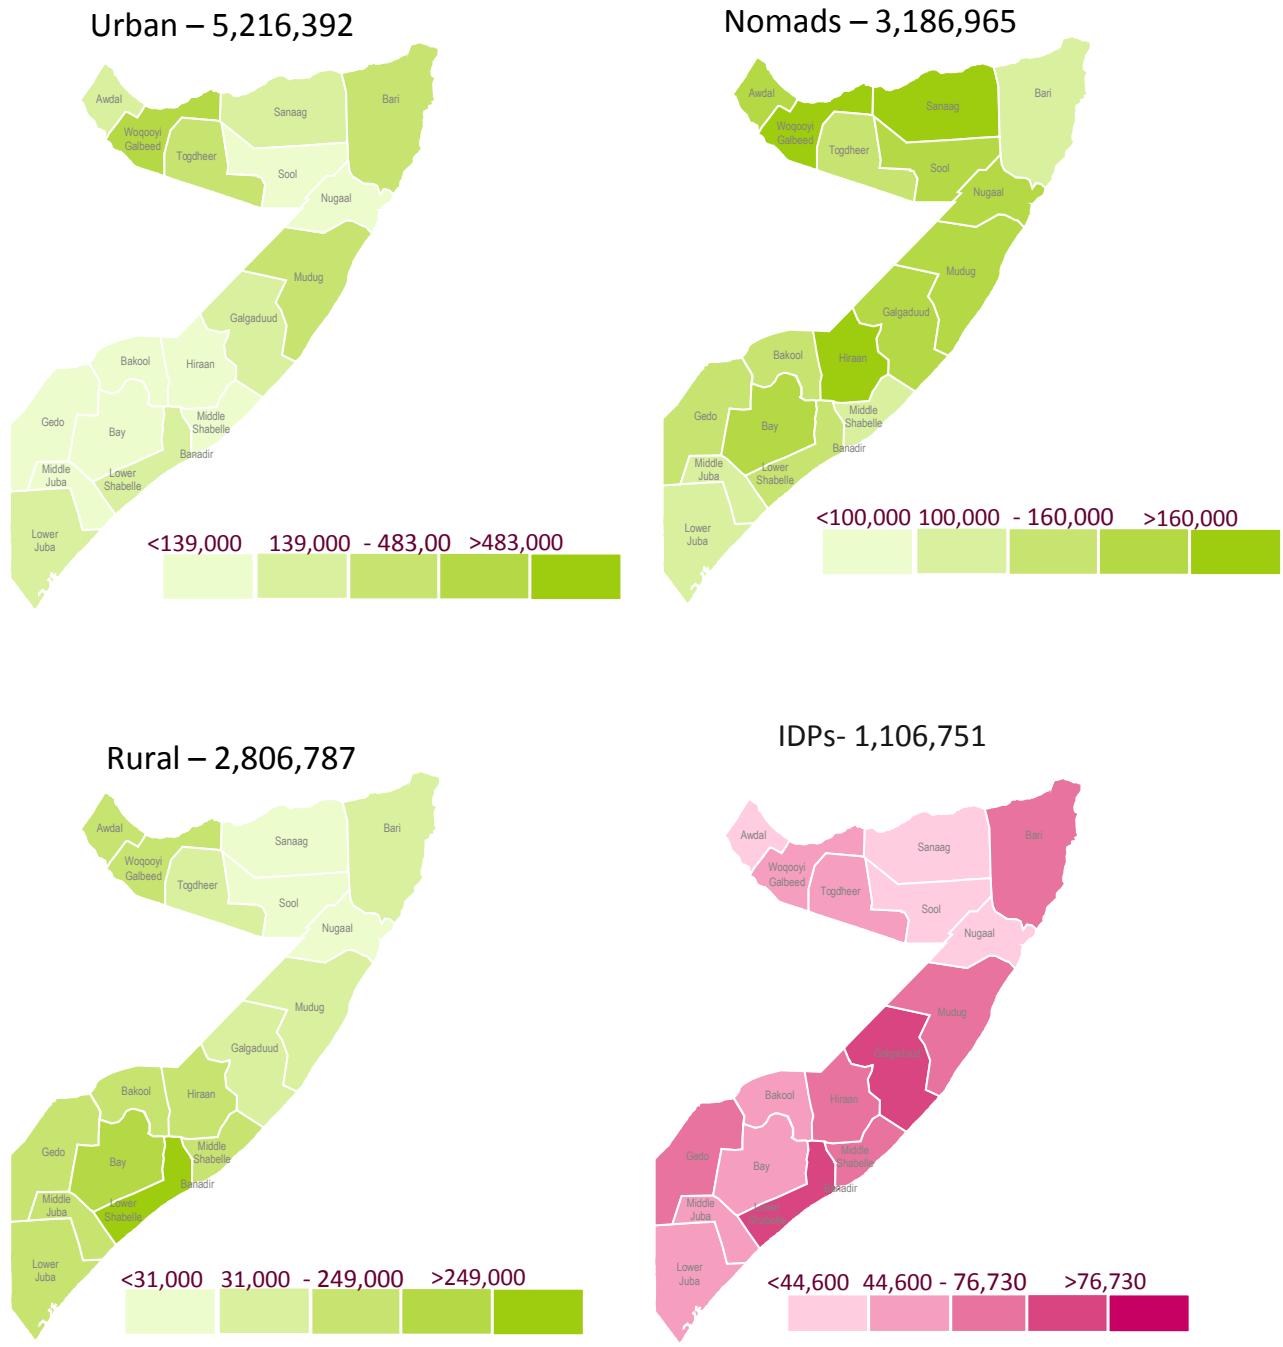 Urban – 5,216,392
Awdal
Woqooyi
Galbeed
Togdheer
Sanaag
Bari
Sool
Nugaal
Mudug
Galgaduud
Hiraan
Bakool
Gedo
Bay
Middle
Shabelle
Banadir
Middle
Juba
Lower
Shabelle
Lower
Juba
<139,000 139,000 - 483,00 >483,000
Nomads – 3,186,965
Awdal
Woqooyi
Galbeed
Togdheer
Sanaag
Bari
Sool
Nugaal
Mudug
Galgaduud
Hiraan
Bakool
Gedo
Bay
Middle
Shabelle
Banadir
Middle
Juba
Lower
Shabelle
Lower
Juba
<100,000 100,000 - 160,000 >160,000
Rural – 2,806,787
Awdal
Woqooyi
Galbeed
Togdheer
Sanaag
Bari
Sool
Nugaal
Mudug
Galgaduud
Hiraan
Bakool
Gedo
Bay
Middle
Shabelle
Banadir
Middle
Juba
Lower
Shabelle
Lower
Juba
<31,000 31,000 - 249,000 >249,000
IDPs- 1,106,751
Awdal
Woqooyi
Galbeed
Togdheer
Sanaag
Bari
Sool
Nugaal
Mudug
Galgaduud
Hiraan
Bakool
Gedo
Bay
Middle
Shabelle
Banadir
Middle
Juba
Lower
Shabelle
Lower
Juba
<44,600 44,600 - 76,730 >76,730